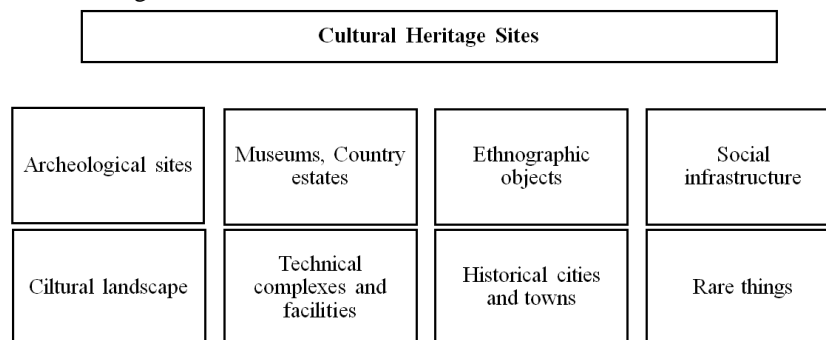 Cultural Heritage Sites
Archeological sites
Museums, Country
estates
Ethnographic
objects
Social
infrastructure
Ciltural landscape
Technical
complexes and
facilities
Historical cities
and towns
Rare things